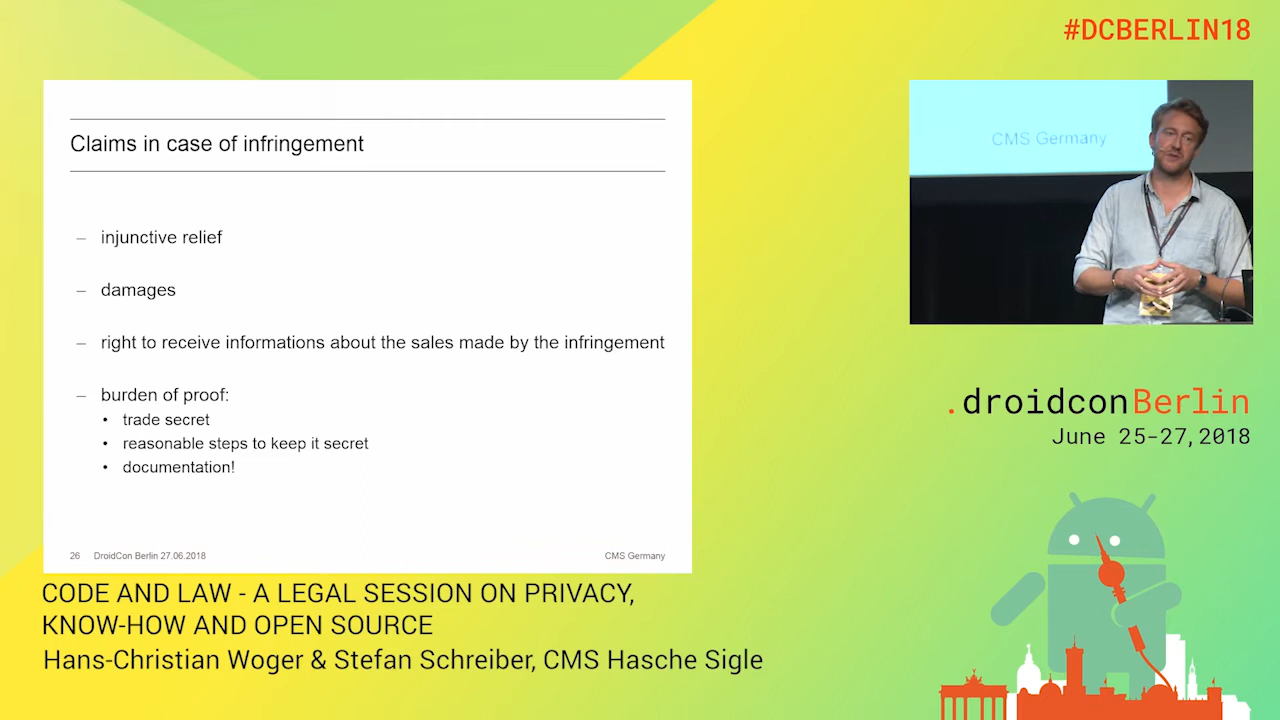 #DCBERLIN18
Claims in case of infringement
– injunctive relief
– damages
– right to receive informations about the sales made by the infringement
– burden of proof:
• trade secret
• reasonable steps to keep it secret
• documentation!
26 DroidCon Berlin 27.06.2018 CMS Germany
CMS Germany
.droidconBerlin
June 25-27, 2018
CODE AND LAW - A LEGAL SESSION ON PRIVACY,
KNOW-HOW AND OPEN SOURCE
Hans-Christian Woger & Stefan Schreiber, CMS Hasche Sigle